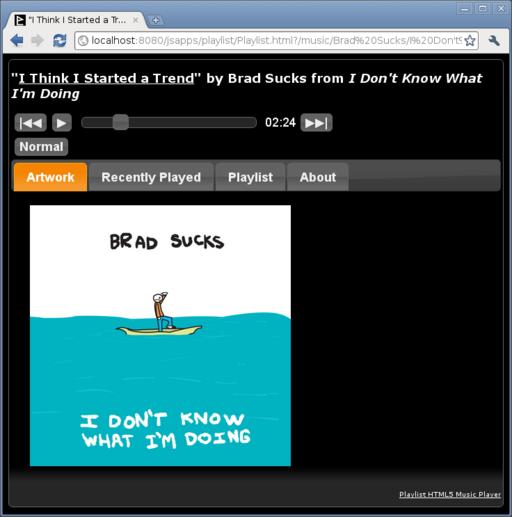 "I Think I Started a Tr...
localhost:8080/jsapps/playlist/Playlist.html?/music/Brad%20Sucks/I%20Don't%
"I Think I Started a Trend" by Brad Sucks from I Don't Know What
I'm Doing
02:24
Normal
Artwork Recently Played Playlist About
BRAD SUCKS
I DON'T KNOW
WHAT I'M DOING
Playlist HTML5 Music Player